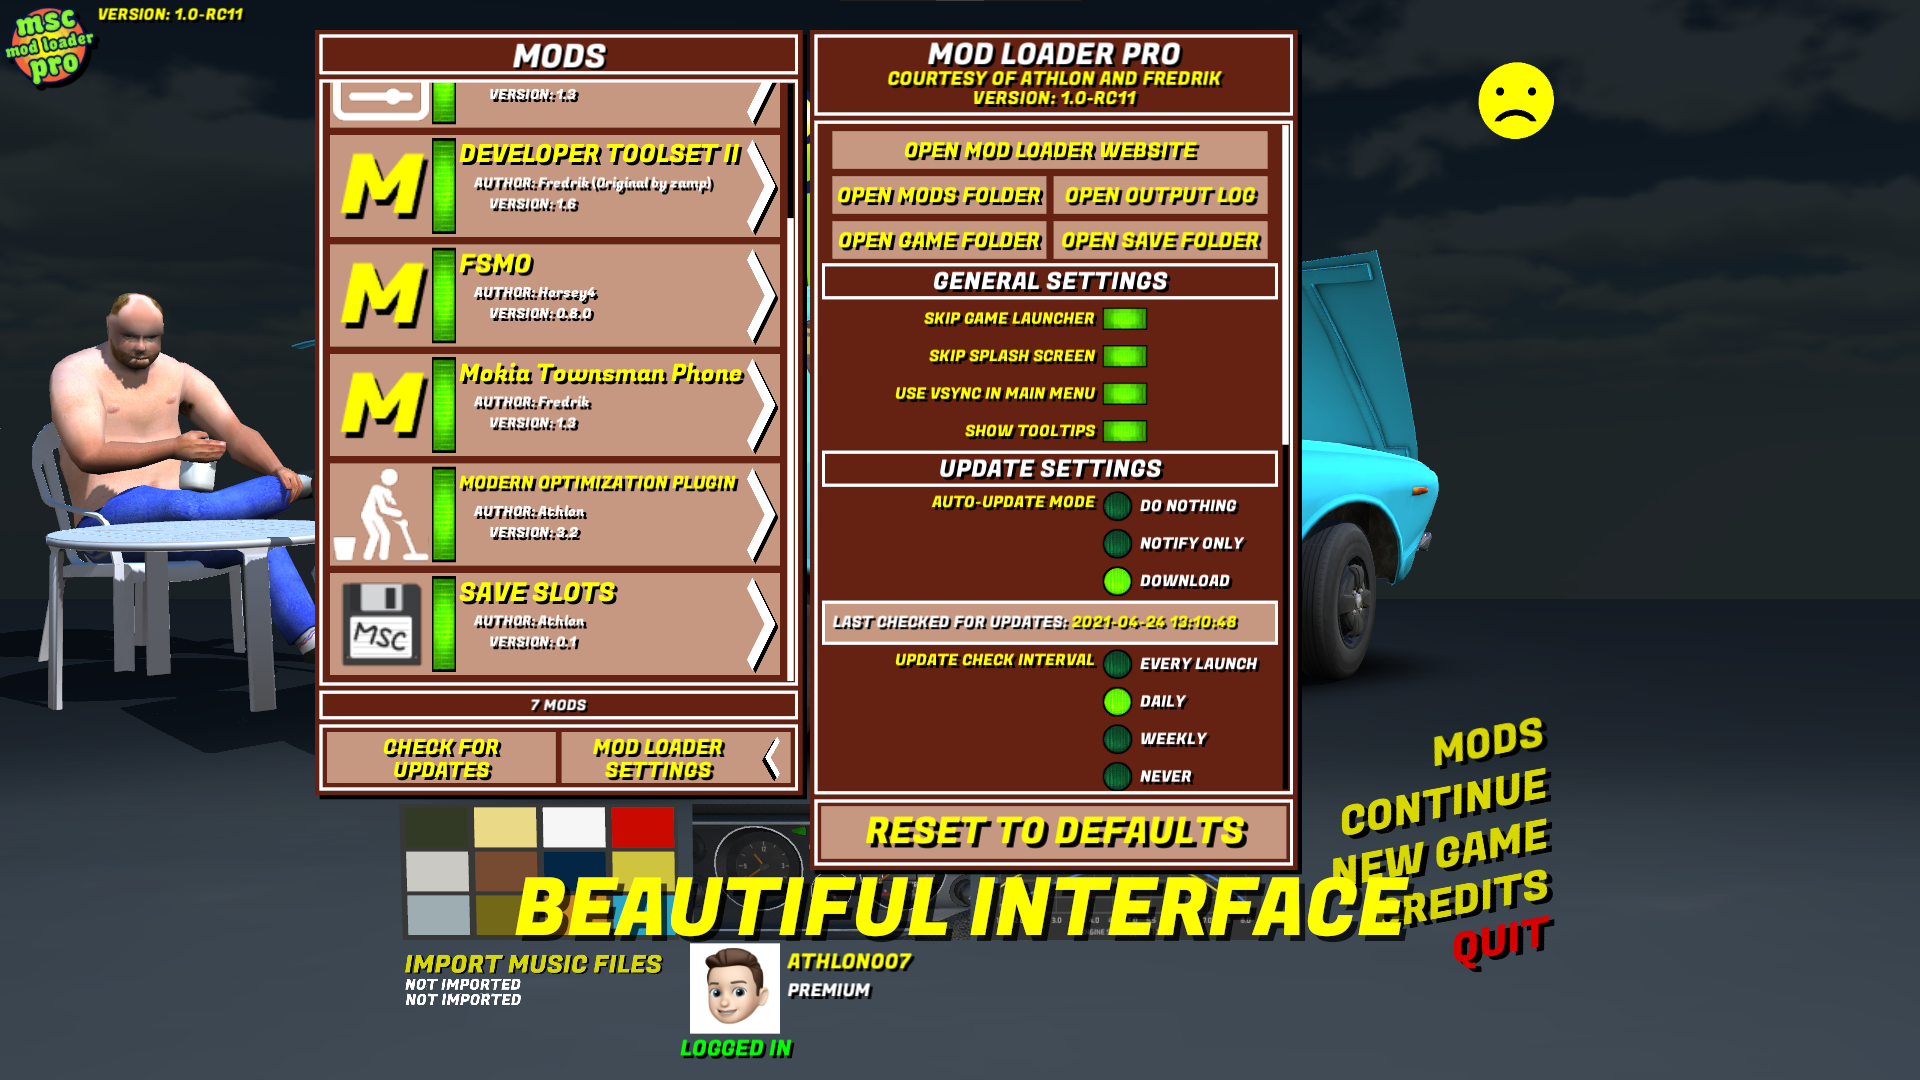 msc
mod loader
pro
VERSION: 1.0-RC11
MODS
VERSION: 1.3
M
DEVELOPER TOOLSET II
AUTHOR: Fredrik (Original by zamp)
VERSION: 1.6
M
FSMO
AUTHOR: Horsey4
VERSION: 0.8.0
M
Mokia Townsman Phone
AUTHOR: Fredrik
VERSION: 1.3
MODERN OPTIMIZATION PLUGIN
AUTHOR: Athlon
VERSION: 3.2
MSC
SAVE SLOTS
AUTHOR: Athlon
VERSION: 0.1
7 MODS
CHECK FOR
UPDATES
MOD LOADER
SETTINGS
MOD LOADER PRO
COURTESY OF ATHLON AND FREDRIK
VERSION: 1.0-RC11
OPEN MOD LOADER WEBSITE
OPEN MODS FOLDER
OPEN OUTPUT LOG
OPEN GAME FOLDER
OPEN SAVE FOLDER
GENERAL SETTINGS
SKIP GAME LAUNCHER
SKIP SPLASH SCREEN
USE VSYNC IN MAIN MENU
SHOW TOOLTIPS
UPDATE SETTINGS
AUTO-UPDATE MODE
DO NOTHING
NOTIFY ONLY
DOWNLOAD
LAST CHECKED FOR UPDATES: 2021-04-24 13:10:48
UPDATE CHECK INTERVAL
EVERY LAUNCH
DAILY
WEEKLY
NEVER
RESET TO DEFAULTS
MODS
CONTINUE
NEW GAME
CREDITS
QUIT
BEAUTIFUL INTERFACE
IMPORT MUSIC FILES
NOT IMPORTED
NOT IMPORTED
ATHLON007
PREMIUM
LOGGED IN